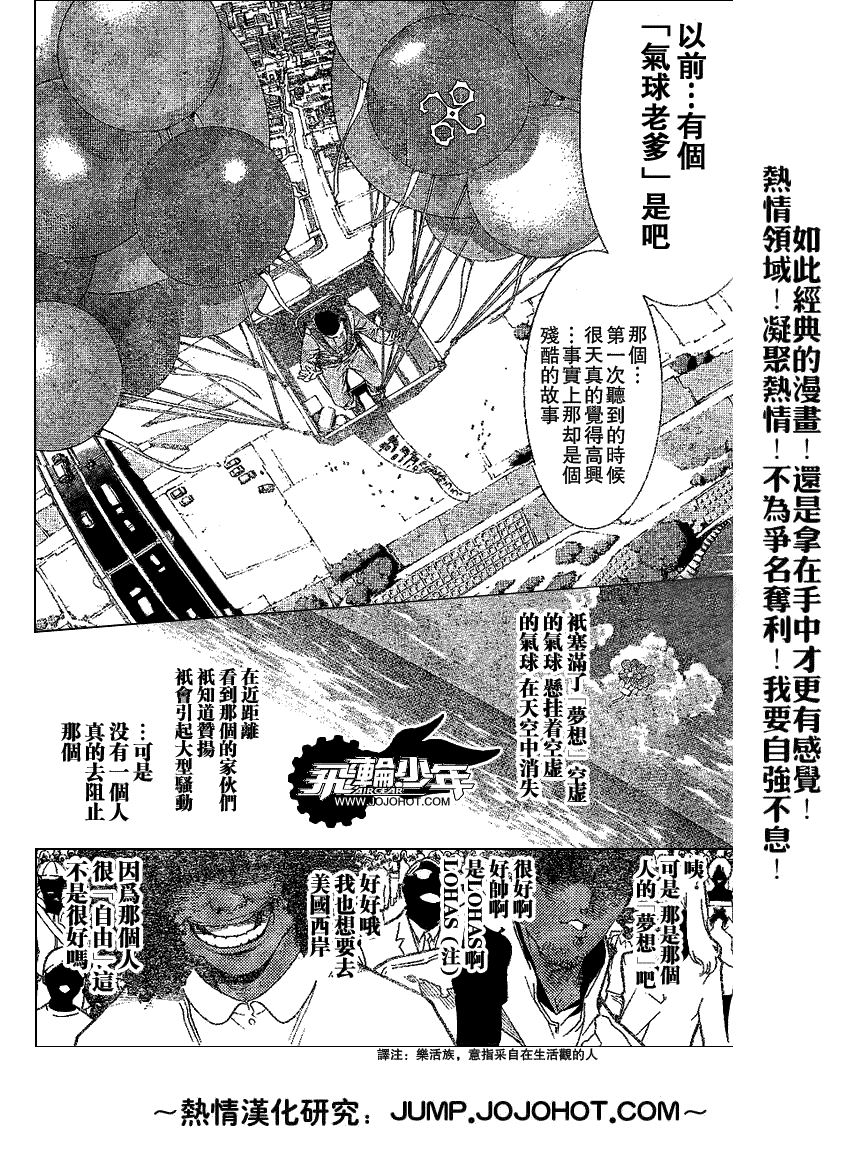 以前…有個
「氣球老爹」是吧
那個…
第一次聽到的時候
很天真的覺得高興
…事實上那却是個
殘酷的故事
如此經典的漫畫！還是拿在手中才更有感覺！
熱情領域！凝聚熱情！不為爭名奪利！我要自強不息！
衹塞滿了「夢想」空虛
的氣球 懸挂着空虛
的氣球 在天空中消失
飛輪少年
AIRGEAR
WWW.JOJOHOT.COM
在近距離
看到那個的家伙們
衹知道贊揚
衹會引起大型騷動
…可是
没有一個人
真的去阻止
那個
咦
可是 那是那個
人的「夢想」吧
很好啊
好帥啊
是LOHAS啊
LOHAS（注）
好好哦
我也想要去
美國西岸
因爲那個人
很「自由」這
不是很好嗎
譯注：樂活族，意指采自在生活觀的人
～熱情漢化研究：JUMP.JOJOHOT.COM～